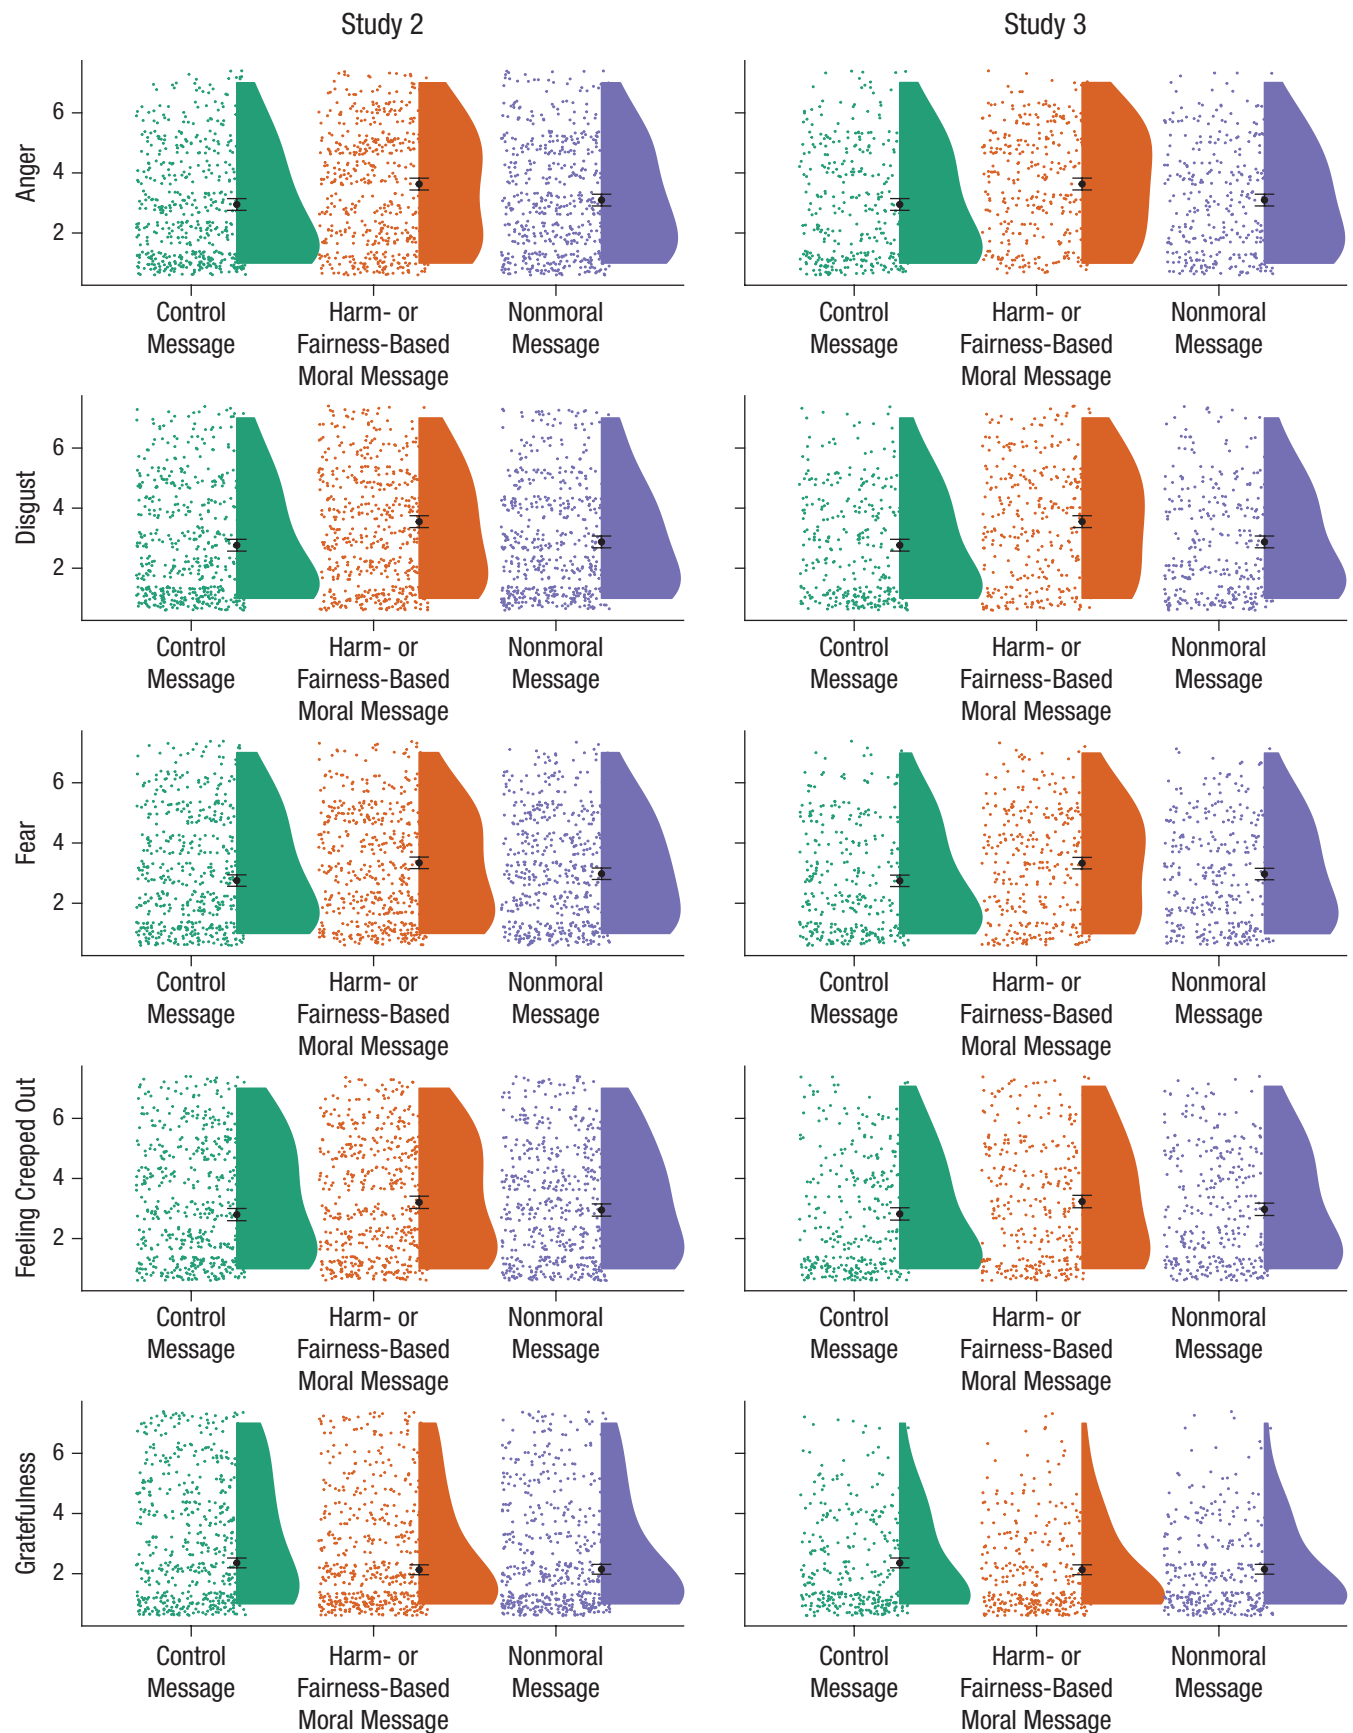 Study 2
Study 3
Anger
6
4
2
Control
Message
Harm- or
Fairness-Based
Moral Message
Nonmoral
Message
Control
Message
Harm- or
Fairness-Based
Moral Message
Nonmoral
Message
Disgust
6
4
2
Control
Message
Harm- or
Fairness-Based
Moral Message
Nonmoral
Message
Control
Message
Harm- or
Fairness-Based
Moral Message
Nonmoral
Message
Fear
6
4
2
Control
Message
Harm- or
Fairness-Based
Moral Message
Nonmoral
Message
Control
Message
Harm- or
Fairness-Based
Moral Message
Nonmoral
Message
Feeling Creeped Out
6
4
2
Control
Message
Harm- or
Fairness-Based
Moral Message
Nonmoral
Message
Control
Message
Harm- or
Fairness-Based
Moral Message
Nonmoral
Message
Gratefulness
6
4
2
Control
Message
Harm- or
Fairness-Based
Moral Message
Nonmoral
Message
Control
Message
Harm- or
Fairness-Based
Moral Message
Nonmoral
Message